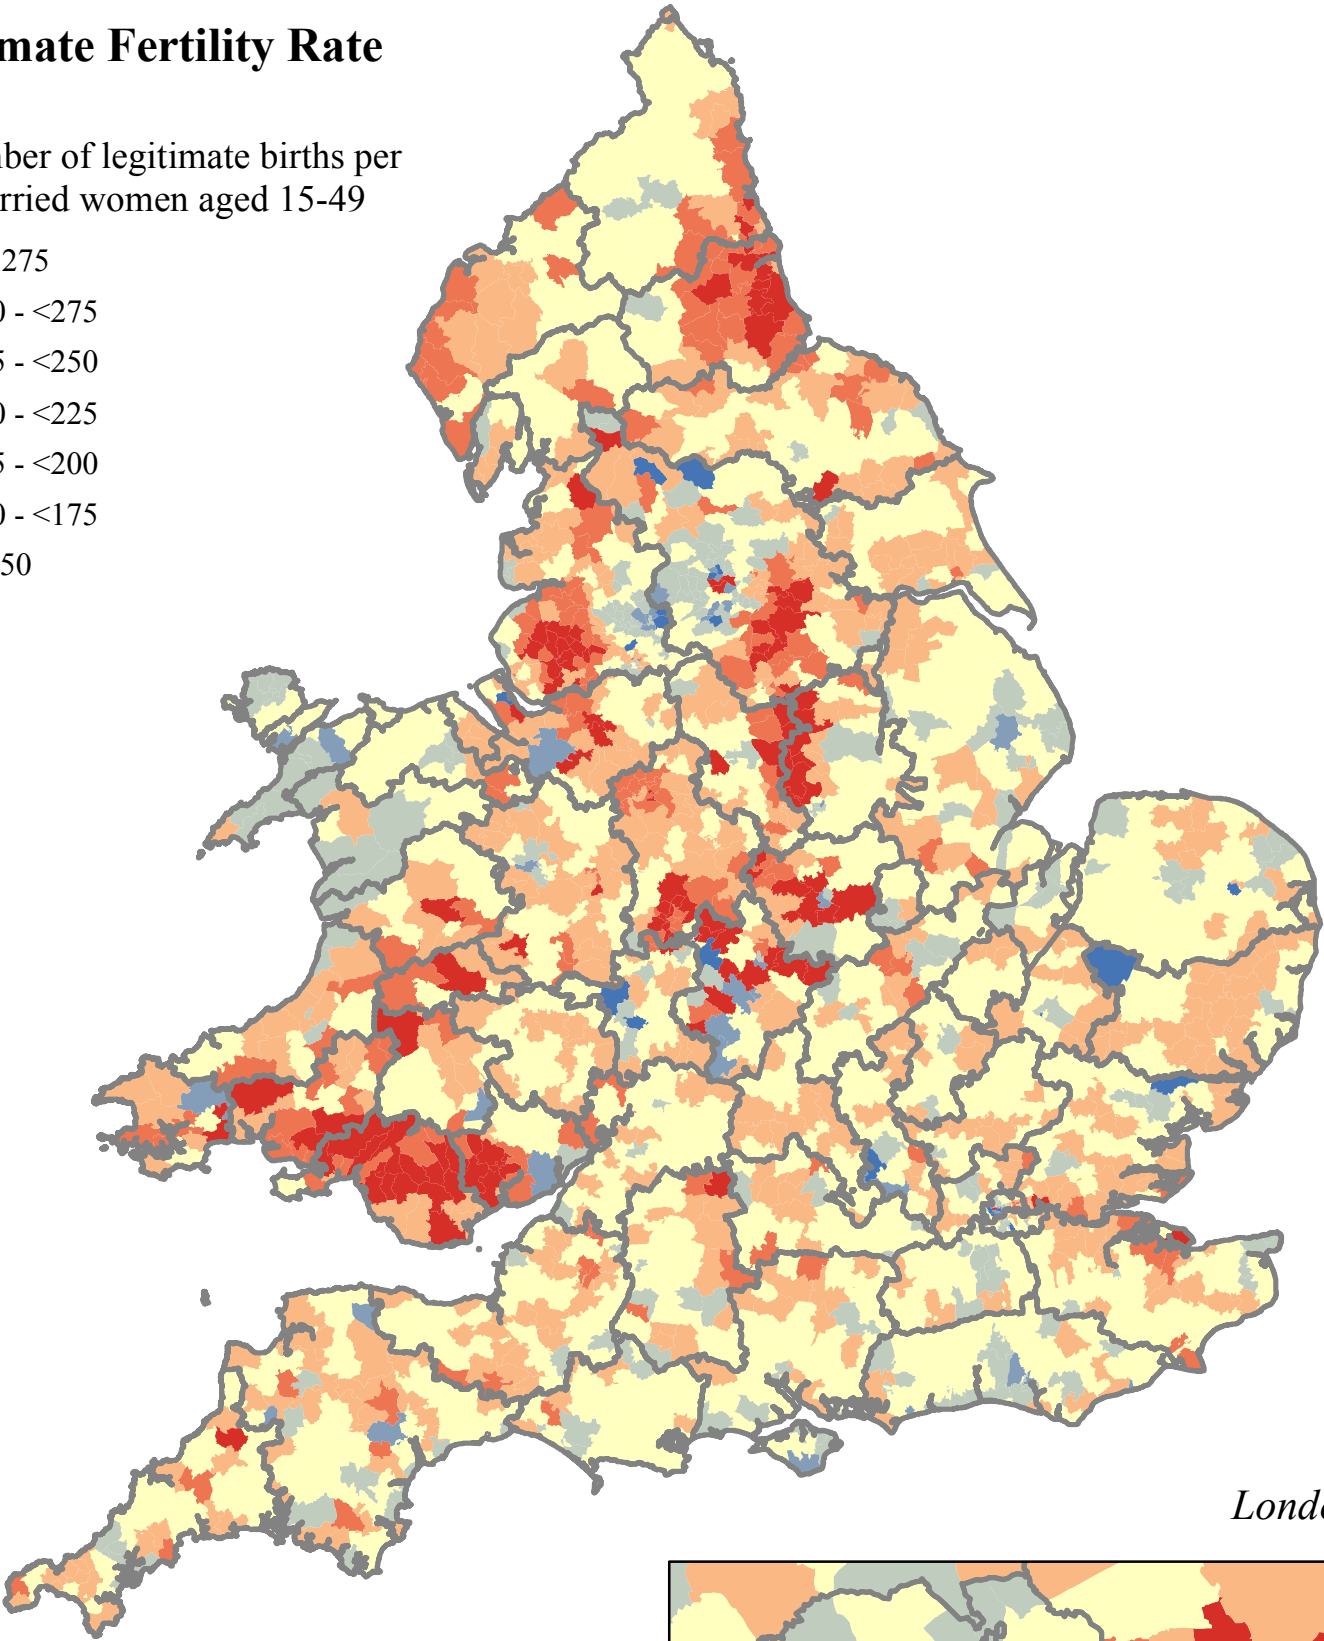 mate Fertility Rate
ber of legitimate births per
rried women aged 15-49
275
0 - <275
5 - <250
0 - <225
5 - <200
0 - <175
50
Londo